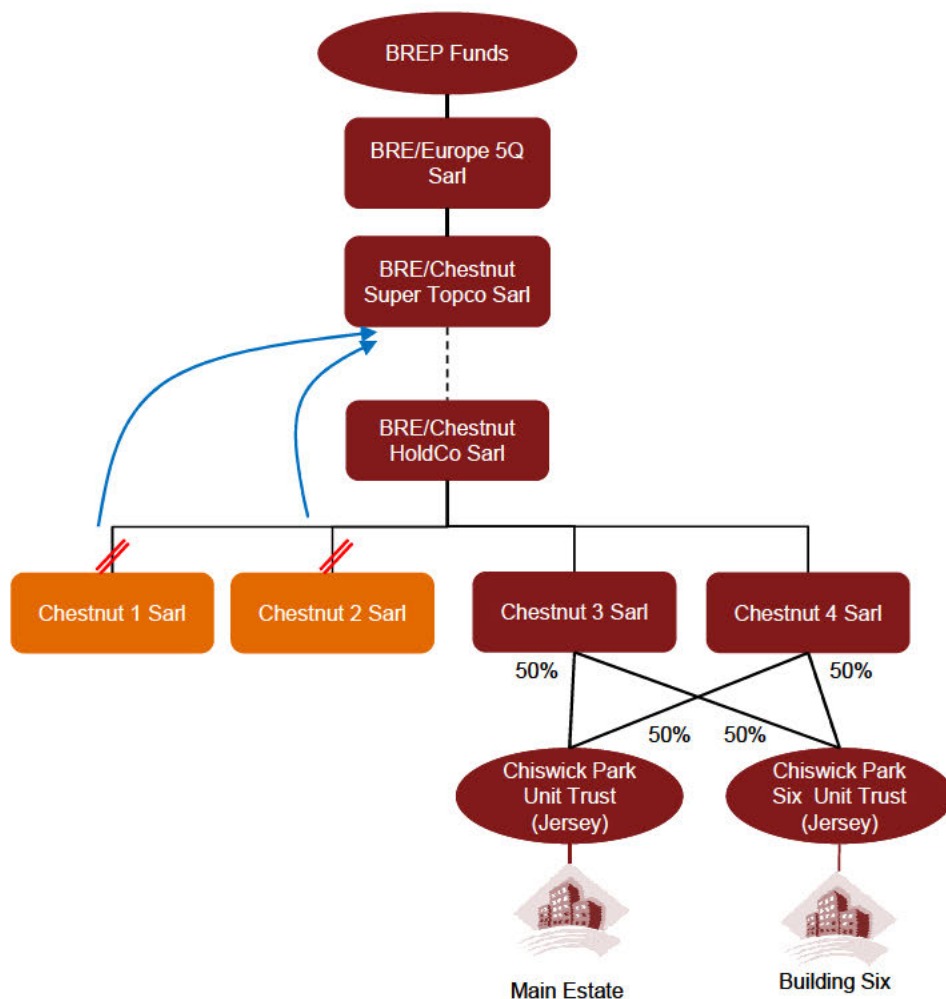 BREP Funds
BRE/Europe 5Q
Sarl
BRE/Chestnut
Super Topco Sarl
BRE/Chestnut
HoldCo Sarl
Chestnut 1 Sarl
Chestnut 2 Sarl
Chestnut 3 Sarl
Chestnut 4 Sarl
50%
50%
50%
50%
Chiswick Park
Unit Trust
(Jersey)
Chiswick Park
Six Unit Trust
(Jersey)
Main Estate
Building Six